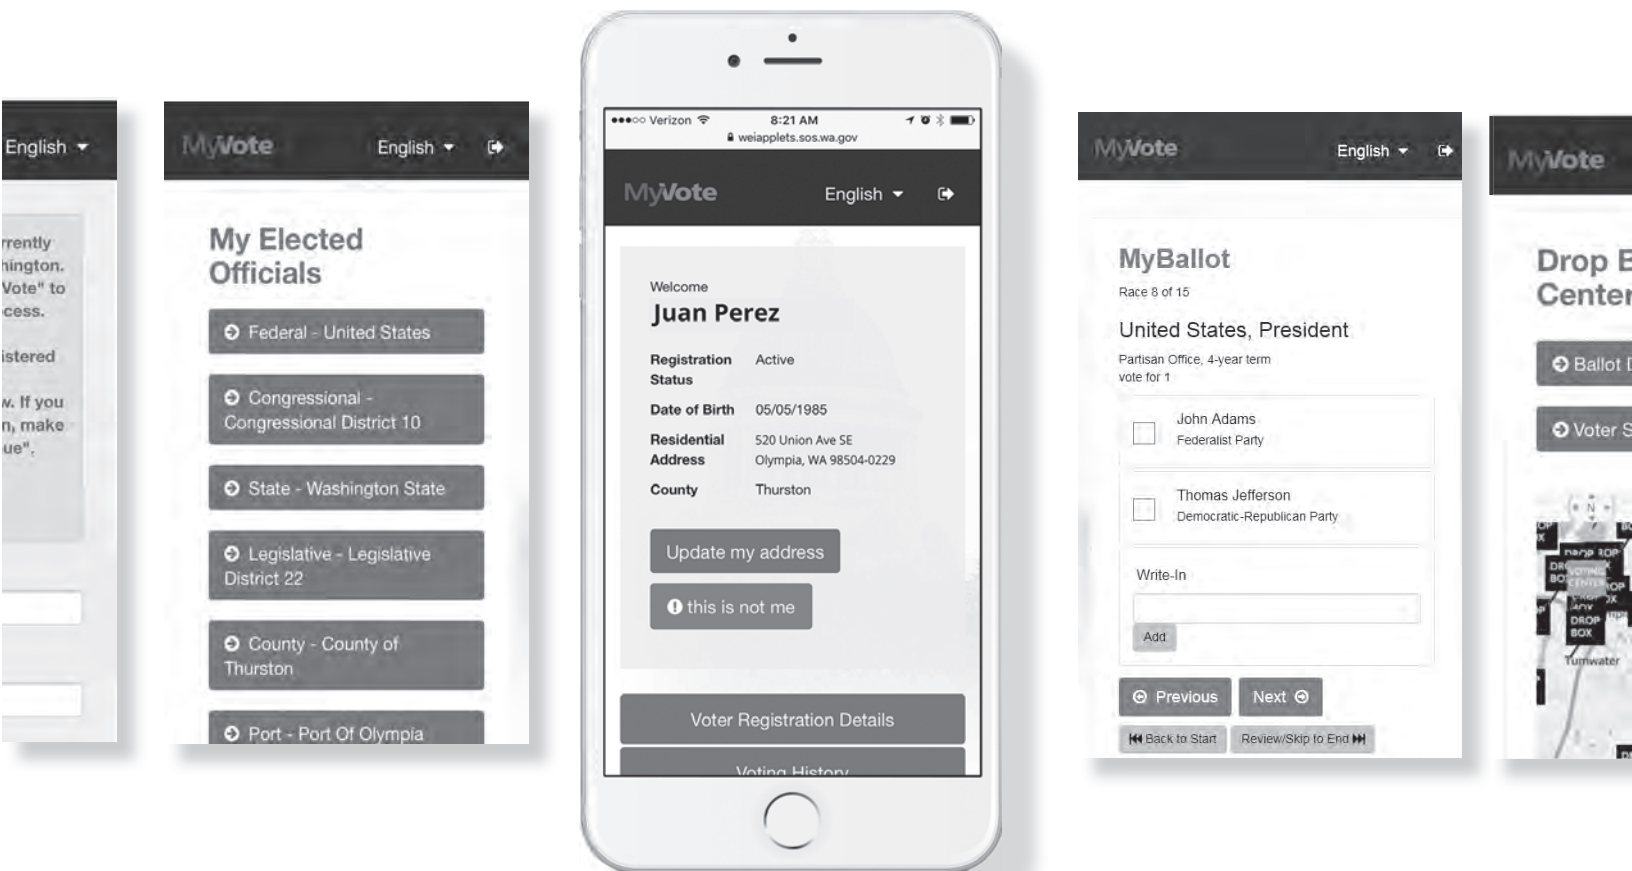 English
rrently
hington.
Vote" to
cess.
istered
w. If you
n, make
ue".
MyVote
English
My Elected
Officials
Federal - United States
Congressional -
Congressional District 10
State - Washington State
Legislative - Legislative
District 22
County - County of
Thurston
Port - Port Of Olympia
Verizon 8:21 AM
weiapplets.sos.wa.gov
MyVote
English
Welcome
Juan Perez
Registration Active
Status
Date of Birth 05/05/1985
Residential 520 Union Ave SE
Address Olympia, WA 98504-0229
County Thurston
Update my address
this is not me
Voter Registration Details
Voting History
MyVote
English
MyBallot
Race 8 of 15
United States, President
Partisan Office, 4-year term
vote for 1
John Adams
Federalist Party
Thomas Jefferson
Democratic-Republican Party
Write-In
Add
Previous
Next
Back to Start
Review/Skip to End
MyVote
Drop B
Center
Ballot D
Voter S
N
DROP
VOTING
CENTER
DROP
BOX
Tumwater